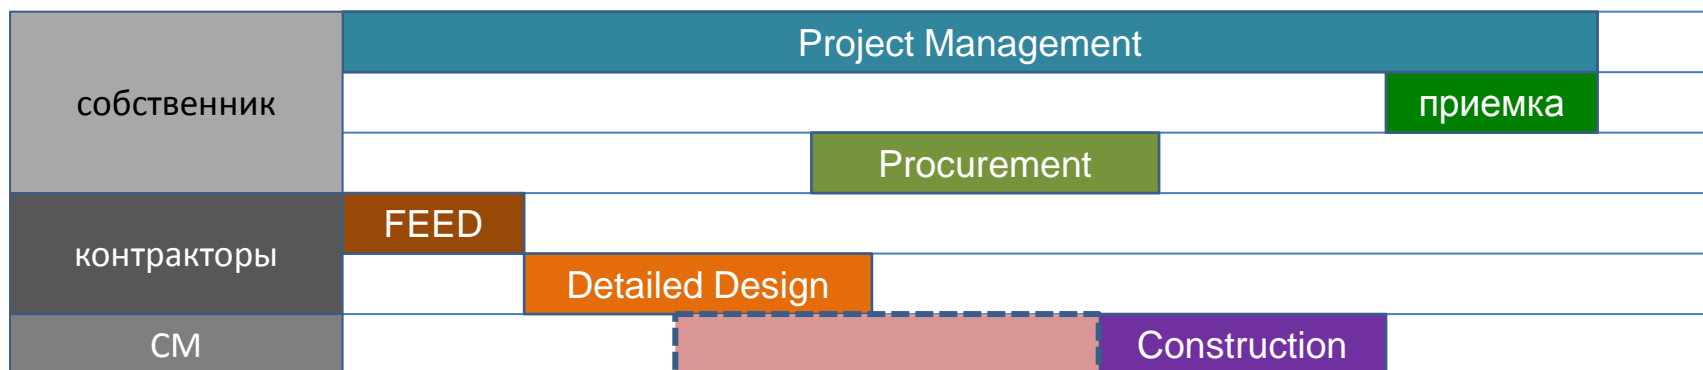 Project Management
собственник
приемка
Procurement
FEED
контракторы
Detailed Design
CM
Construction